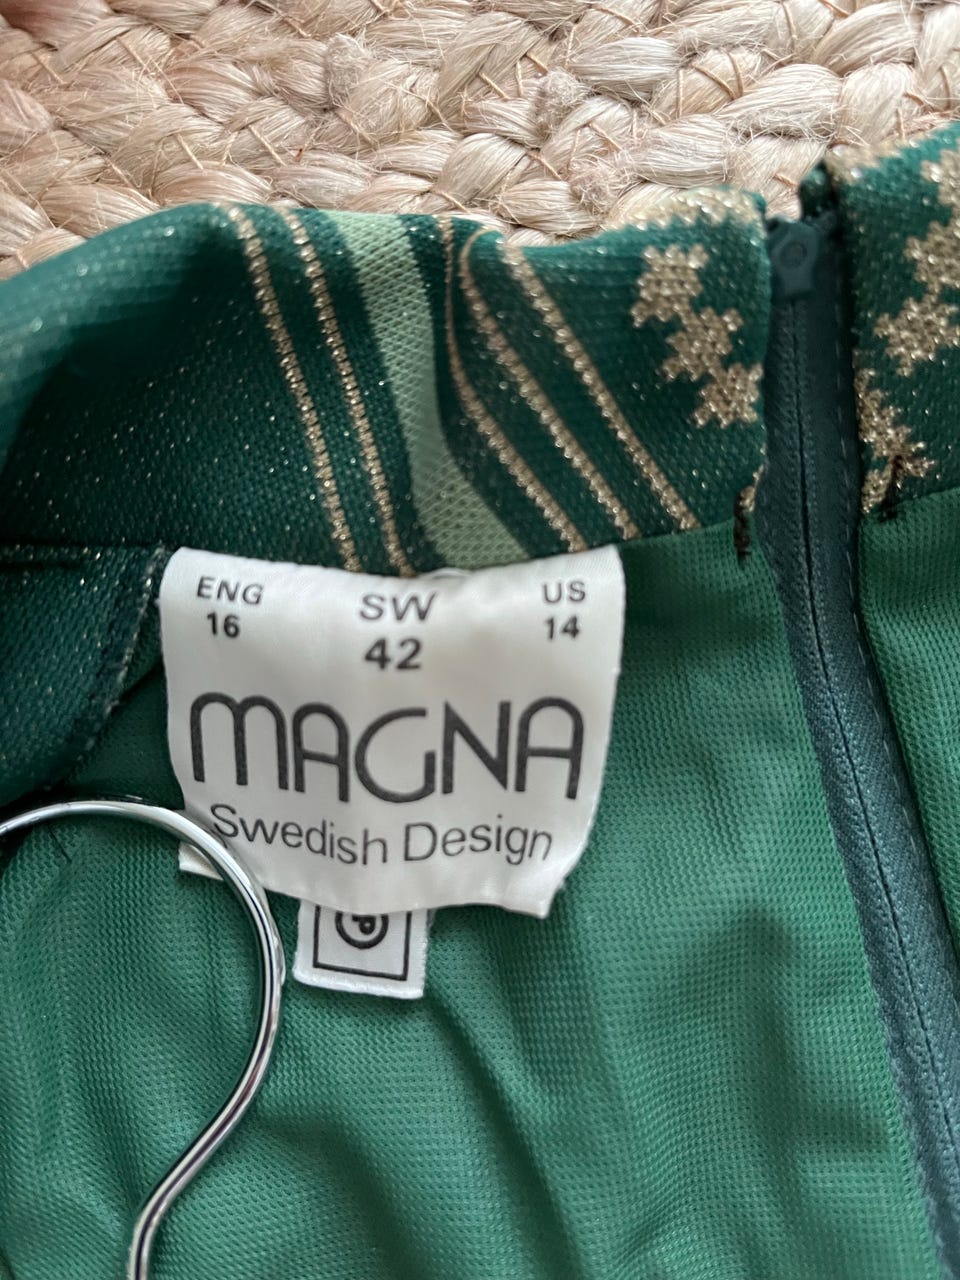 ENG SW US
16 42 14
MAGNA
Swedish Design
P